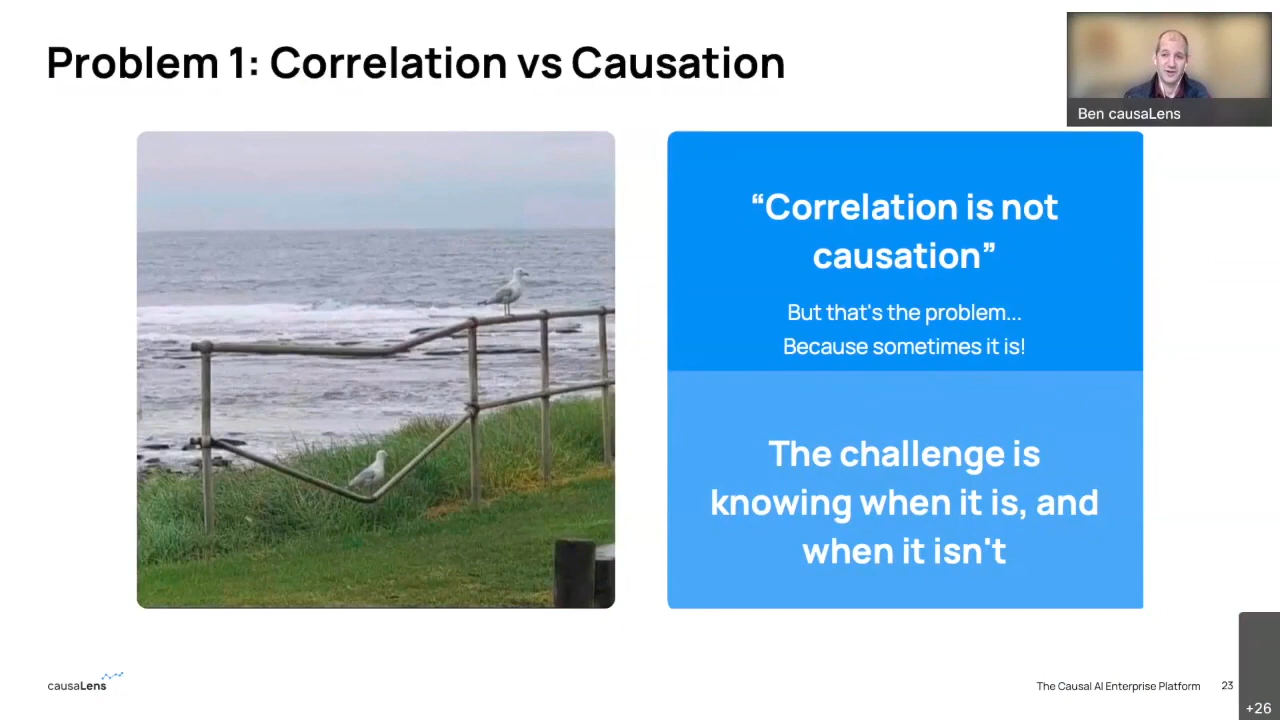 Problem 1: Correlation vs Causation
Ben causaLens
“Correlation is not
causation”
But that's the problem...
Because sometimes it is!
The challenge is
knowing when it is, and
when it isn't
causaLens
The Causal AI Enterprise Platform
23
+26